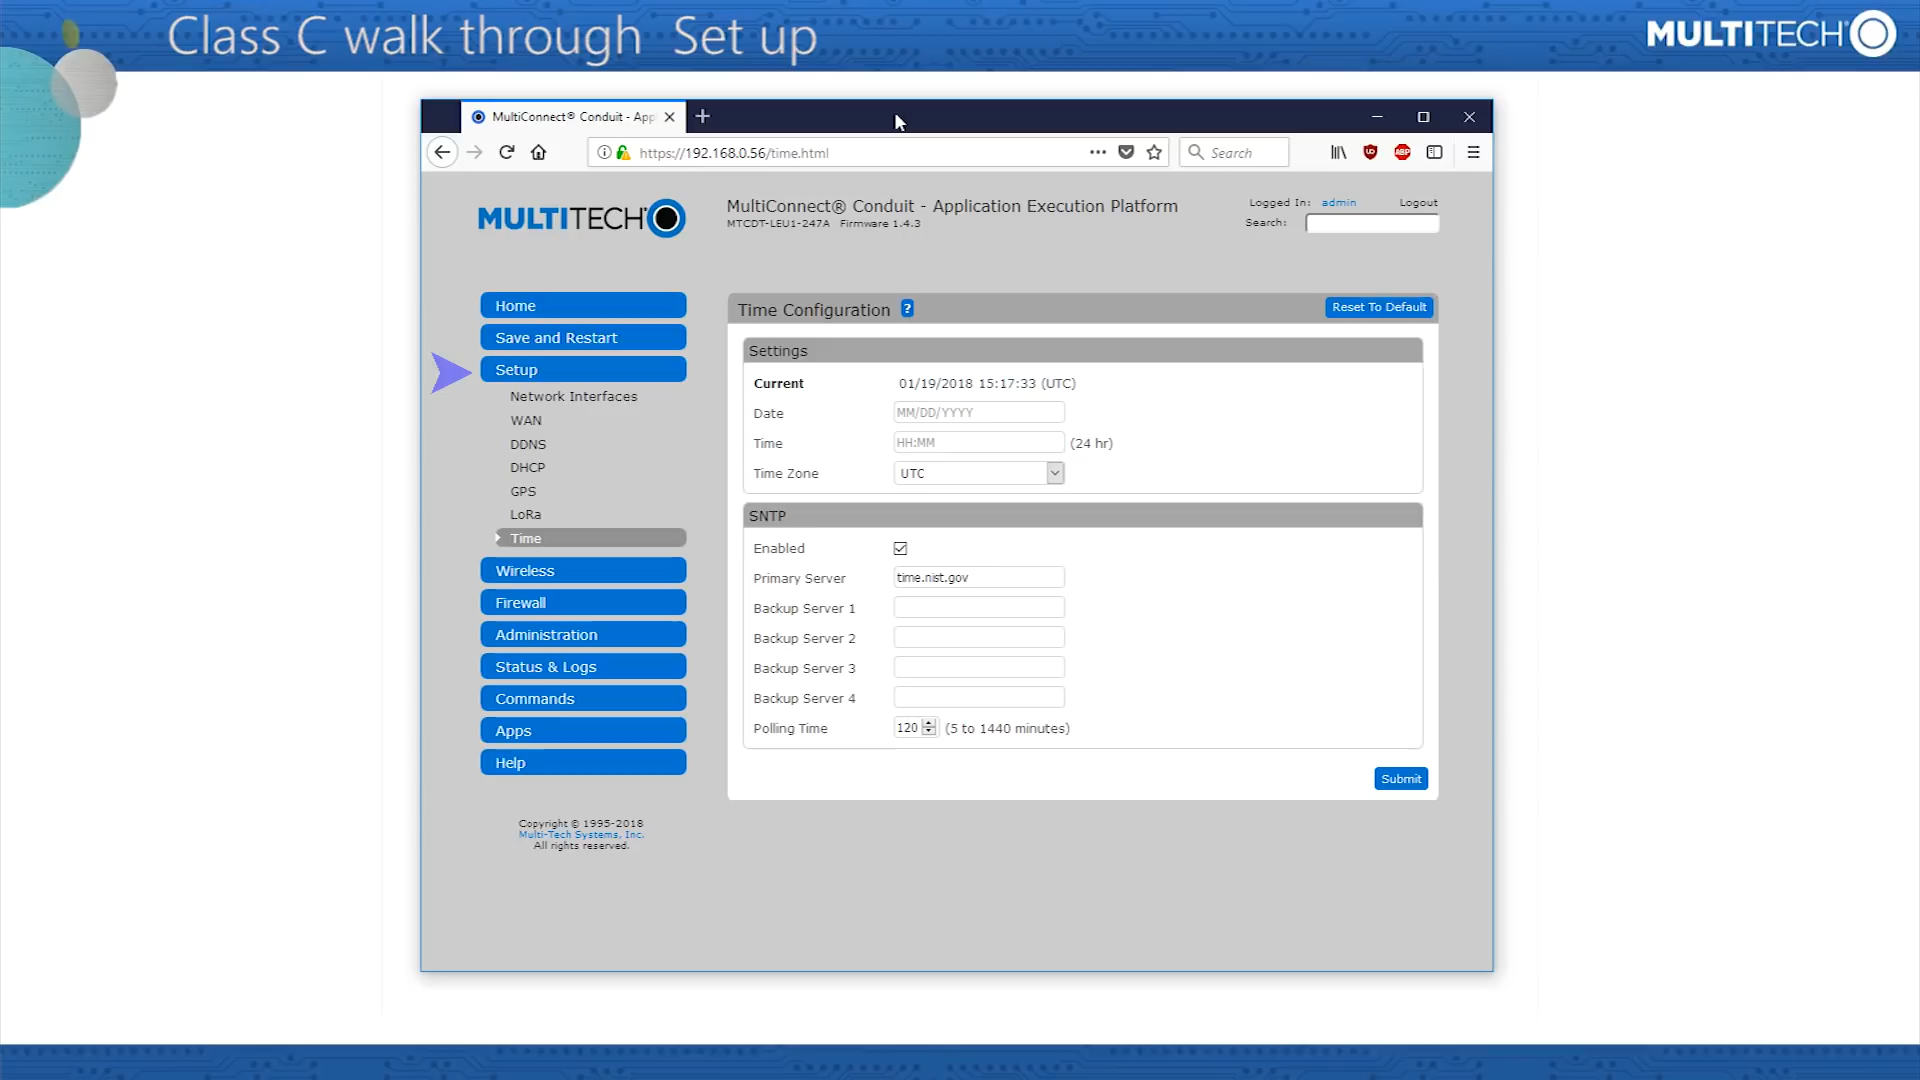 Class C walk through  Set up
MULTITECH
MultiConnect® Conduit - App
https://192.168.0.56/time.html
Search
MULTITECH
MultiConnect® Conduit - Application Execution Platform
MTCDT-LEU1-247A  Firmware 1.4.3
Logged In: admin
Logout
Search:
Home
Save and Restart
Setup
Network Interfaces
WAN
DDNS
DHCP
GPS
LoRa
Time
Wireless
Firewall
Administration
Status & Logs
Commands
Apps
Help
Copyright © 1995-2018
Multi-Tech Systems, Inc.
All rights reserved.
Time Configuration ?
Reset To Default
Settings
Current 01/19/2018 15:17:33 (UTC)
Date MM/DD/YYYY
Time HH:MM (24 hr)
Time Zone UTC
SNTP
Enabled
Primary Server time.nist.gov
Backup Server 1
Backup Server 2
Backup Server 3
Backup Server 4
Polling Time 120 (5 to 1440 minutes)
Submit